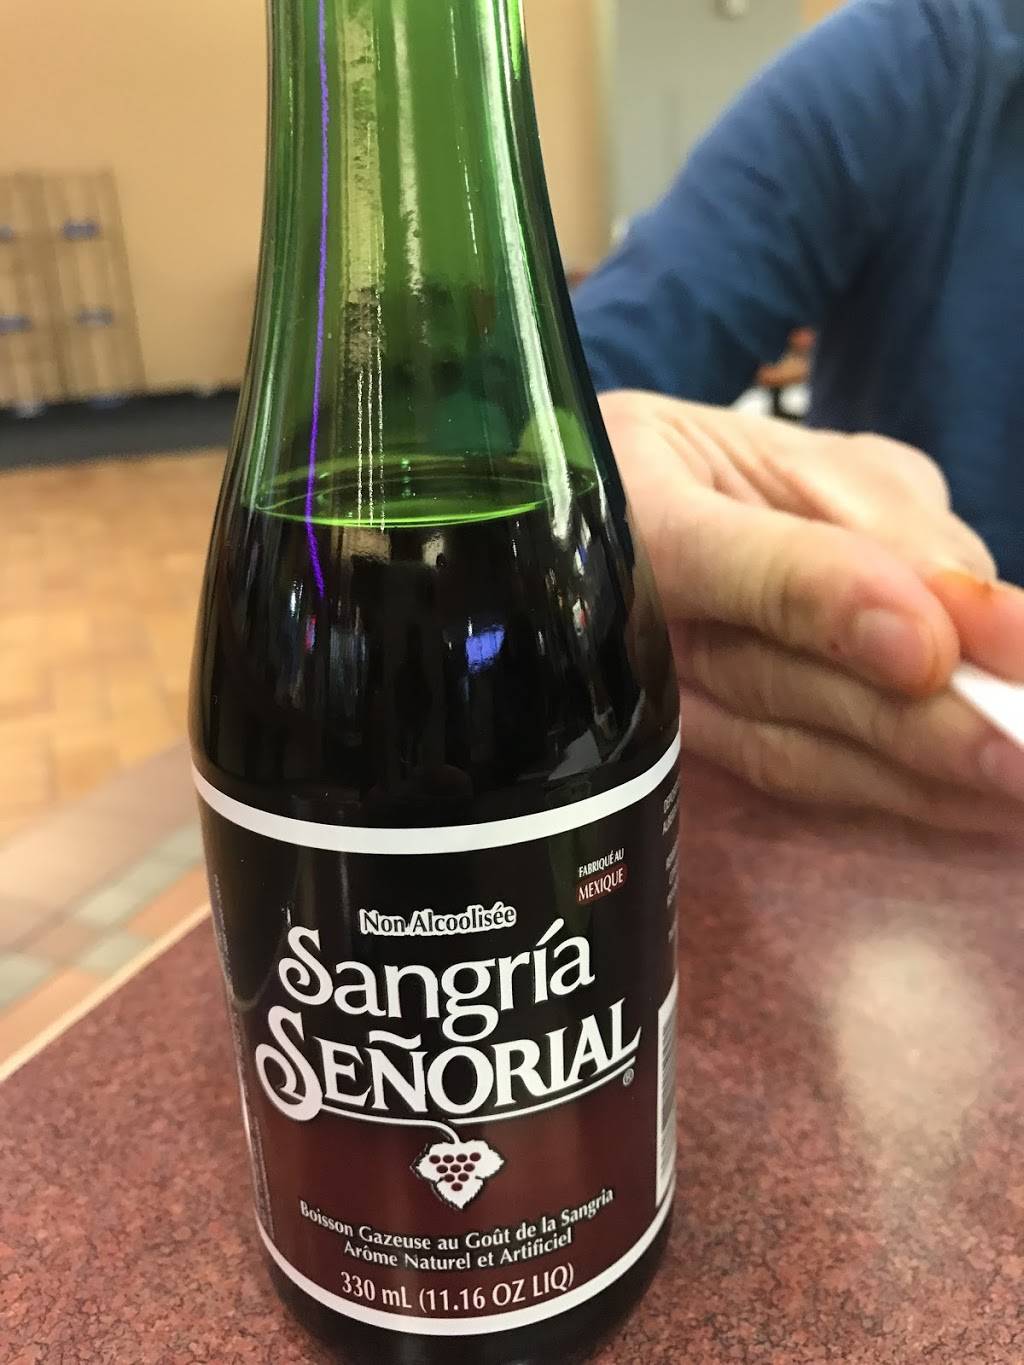 FABRIQUÉ AU
MEXIQUE
Non Alcoolisée
Sangría
SEÑORIAL
®
Boisson Gazeuse au Goût de la Sangria
Arôme Naturel et Artificiel
330 mL (11.16 OZ LIQ)